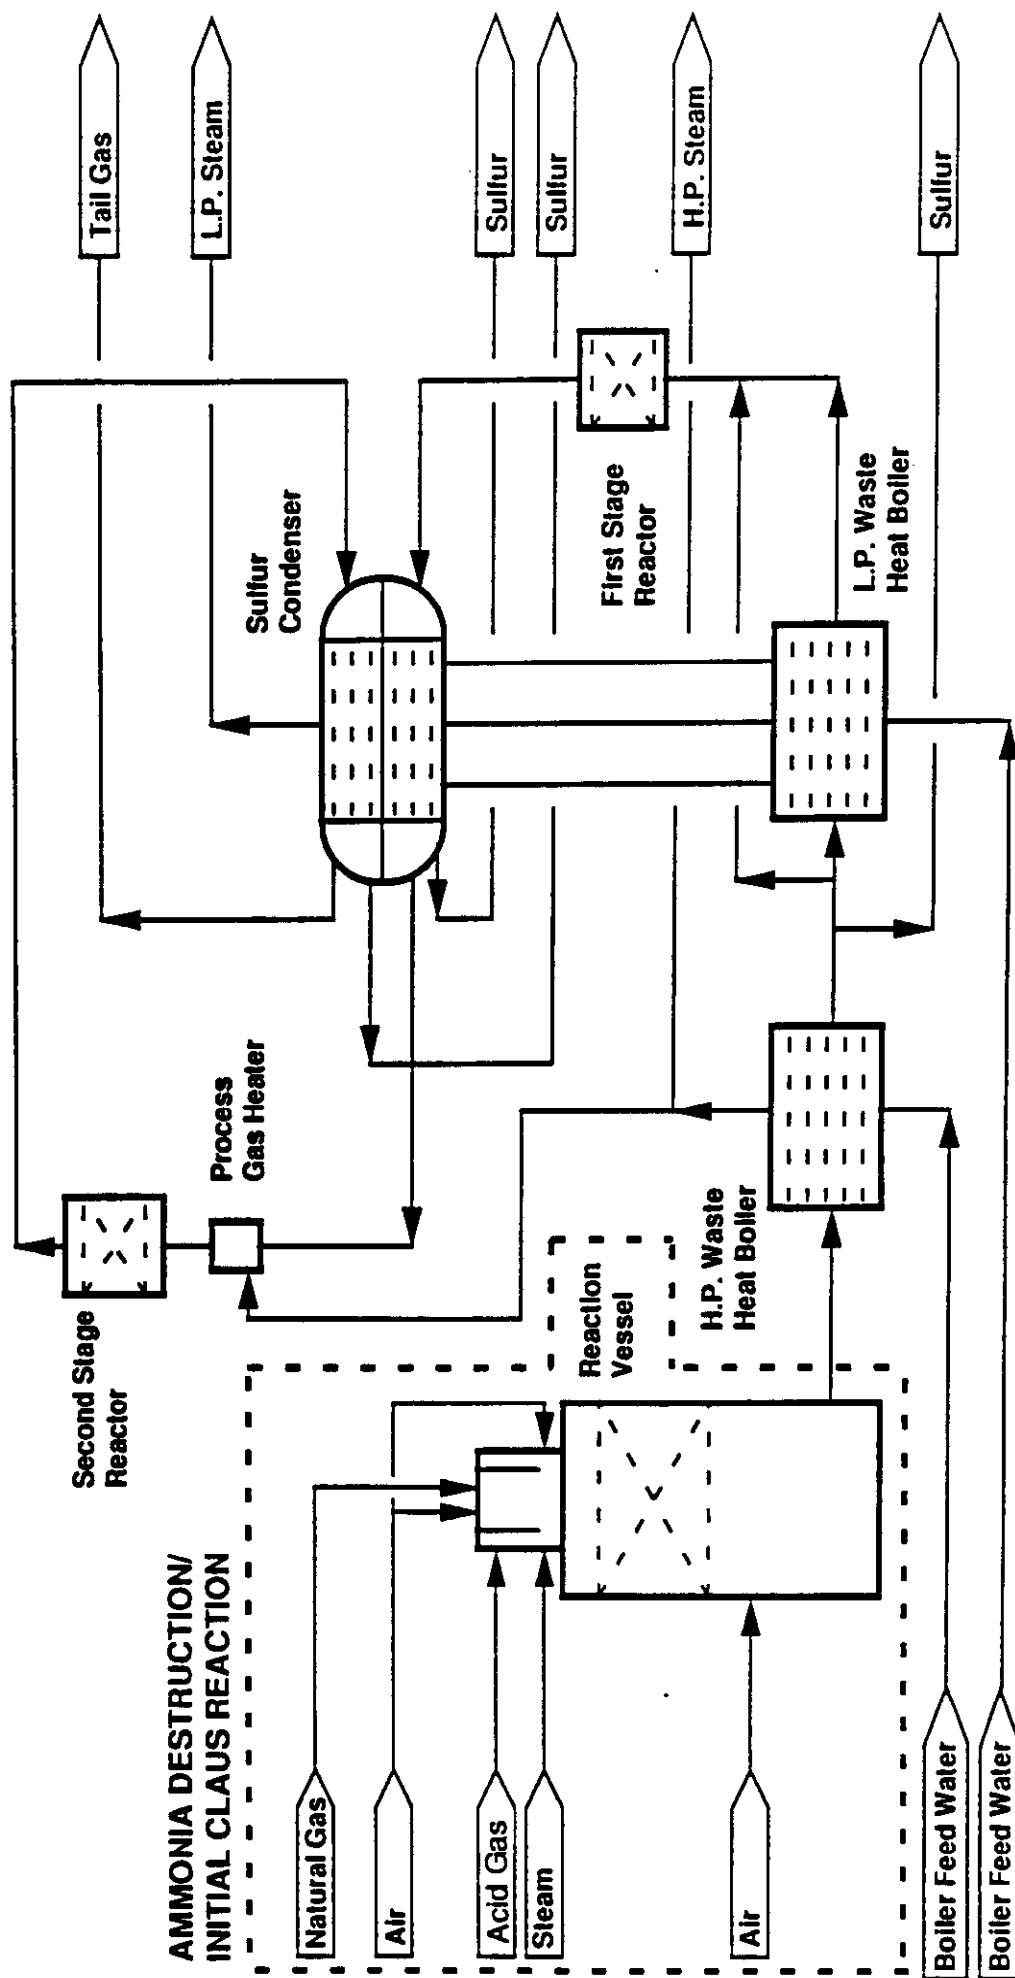 AMMONIA DESTRUCTION/
INITIAL CLAUS REACTION
Natural Gas
Air
Acid Gas
Steam
Air
Boiler Feed Water
Boiler Feed Water
Second Stage
Reactor
Process
Gas Heater
Reaction
Vessel
H.P. Waste
Heat Boiler
Sulfur
Condenser
First Stage
Reactor
L.P. Waste
Heat Boiler
Tail Gas
L.P. Steam
Sulfur
Sulfur
H.P. Steam
Sulfur